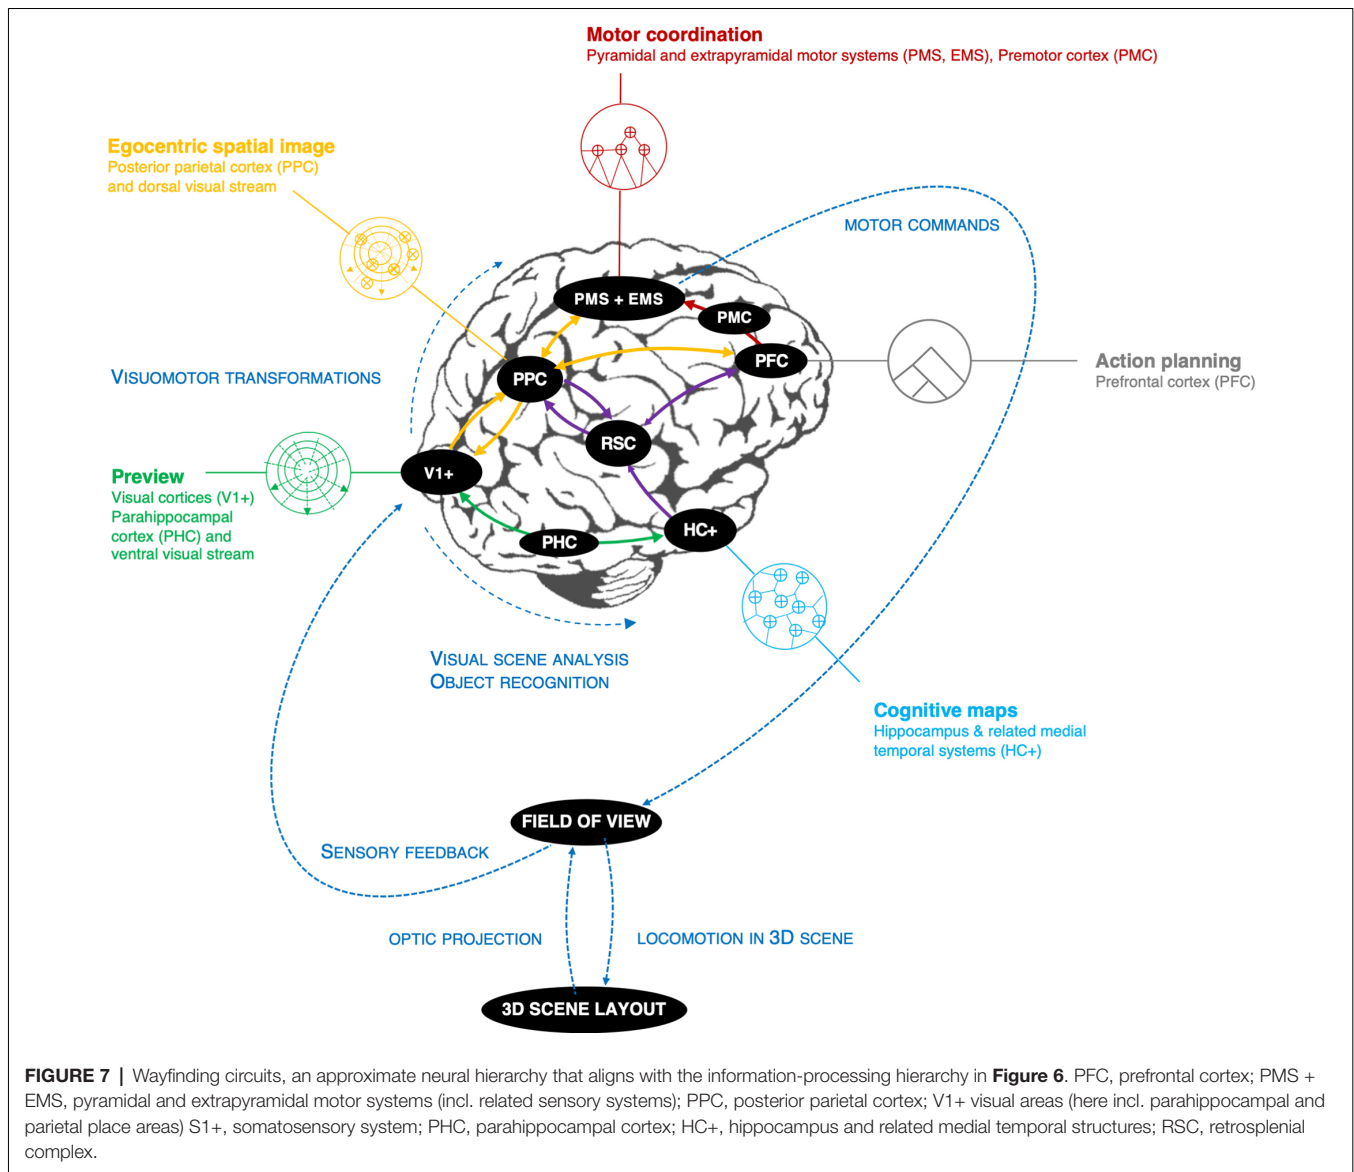 Motor coordination
Pyramidal and extrapyramidal motor systems (PMS, EMS), Premotor cortex (PMC)
Egocentric spatial image
Posterior parietal cortex (PPC)
and dorsal visual stream
MOTOR COMMANDS
PMS + EMS
PMC
PFC
PPC
Action planning
Prefrontal cortex (PFC)
VISUOMOTOR TRANSFORMATIONS
RSC
V1+
Preview
Visual cortices (V1+)
Parahippocampal
cortex (PHC) and
ventral visual stream
HC+
PHC
VISUAL SCENE ANALYSIS
OBJECT RECOGNITION
Cognitive maps
Hippocampus & related medial
temporal systems (HC+)
FIELD OF VIEW
SENSORY FEEDBACK
OPTIC PROJECTION
LOCOMOTION IN 3D SCENE
3D SCENE LAYOUT
FIGURE 7 | Wayfinding circuits, an approximate neural hierarchy that aligns with the information-processing hierarchy in Figure 6. PFC, prefrontal cortex; PMS +
EMS, pyramidal and extrapyramidal motor systems (incl. related sensory systems); PPC, posterior parietal cortex; V1+ visual areas (here incl. parahippocampal and
parietal place areas) S1+, somatosensory system; PHC, parahippocampal cortex; HC+, hippocampus and related medial temporal structures; RSC, retrosplenial
complex.